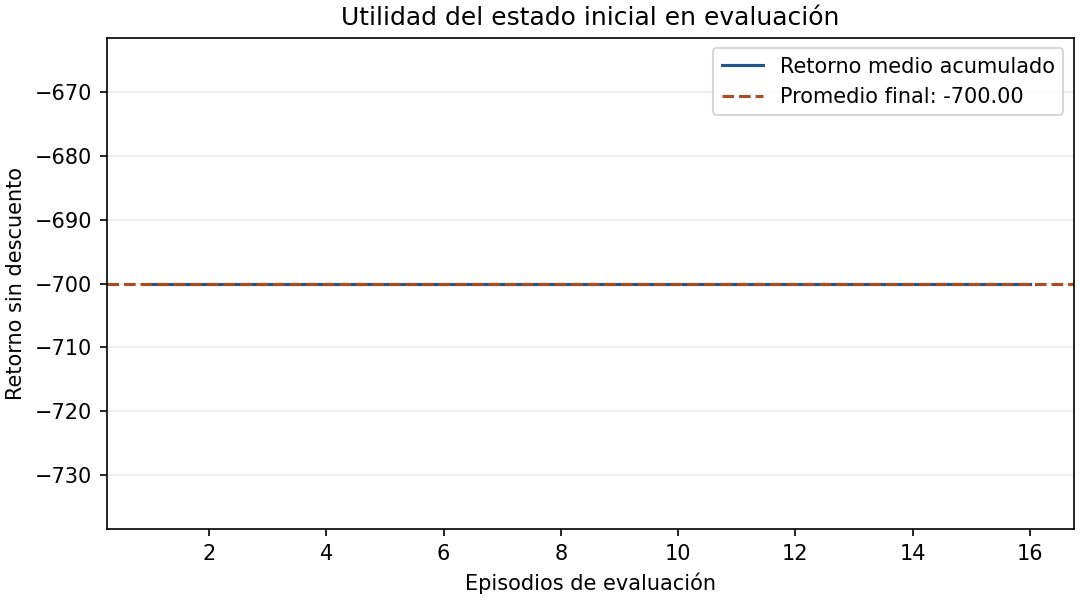 Utilidad del estado inicial en evaluación
Retorno medio acumulado
Promedio final: -700.00
Retorno sin descuento
−670
−680
−690
−700
−710
−720
−730
2 4 6 8 10 12 14 16
Episodios de evaluación